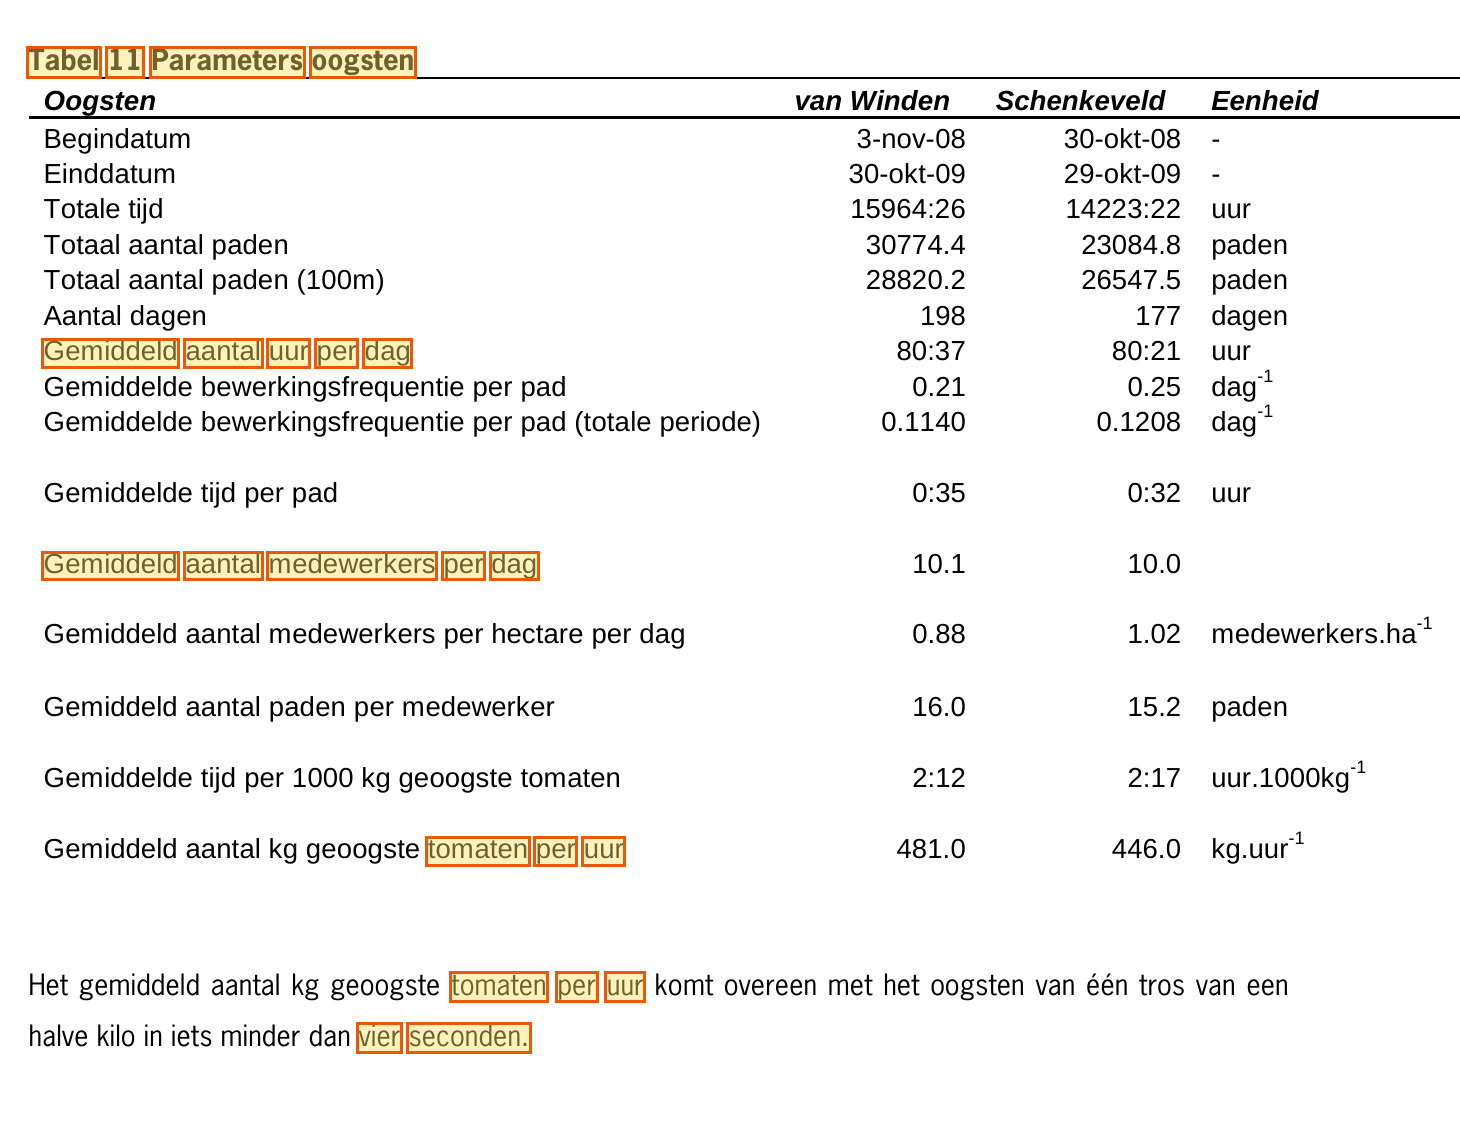 Tabel 11 Parameters oogsten
Oogsten van Winden Schenkeveld Eenheid
Begindatum 3-nov-08 30-okt-08 -
Einddatum 30-okt-09 29-okt-09 -
Totale tijd 15964:26 14223:22 uur
Totaal aantal paden 30774.4 23084.8 paden
Totaal aantal paden (100m) 28820.2 26547.5 paden
Aantal dagen 198 177 dagen
Gemiddeld aantal uur per dag 80:37 80:21 uur
Gemiddelde bewerkingsfrequentie per pad 0.21 0.25 dag⁻¹
Gemiddelde bewerkingsfrequentie per pad (totale periode) 0.1140 0.1208 dag⁻¹
Gemiddelde tijd per pad 0:35 0:32 uur
Gemiddeld aantal medewerkers per dag 10.1 10.0
Gemiddeld aantal medewerkers per hectare per dag 0.88 1.02 medewerkers.ha⁻¹
Gemiddeld aantal paden per medewerker 16.0 15.2 paden
Gemiddelde tijd per 1000 kg geoogste tomaten 2:12 2:17 uur.1000kg⁻¹
Gemiddeld aantal kg geoogste tomaten per uur 481.0 446.0 kg.uur⁻¹
Het gemiddeld aantal kg geoogste tomaten per uur komt overeen met het oogsten van één tros van een
halve kilo in iets minder dan vier seconden.